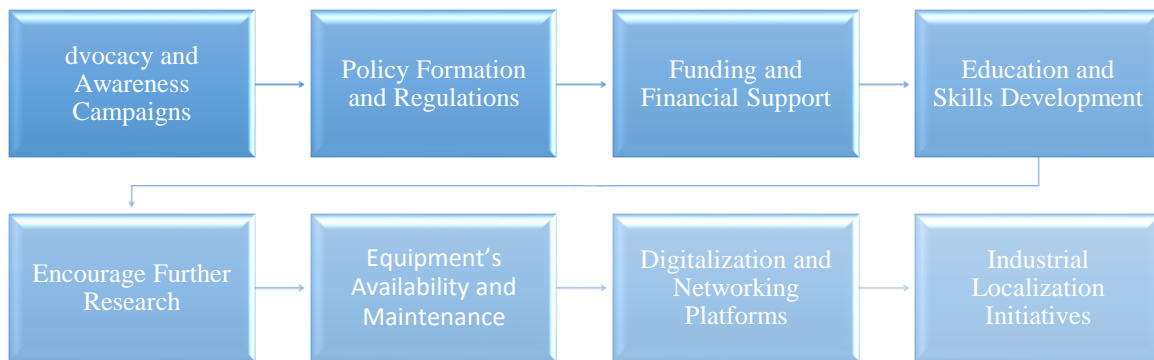 dvocacy and
Awareness
Campaigns
Policy Formation
and Regulations
Funding and
Financial Support
Education and
Skills Development
Encourage Further
Research
Equipment’s
Availability and
Maintenance
Digitalization and
Networking
Platforms
Industrial
Localization
Initiatives